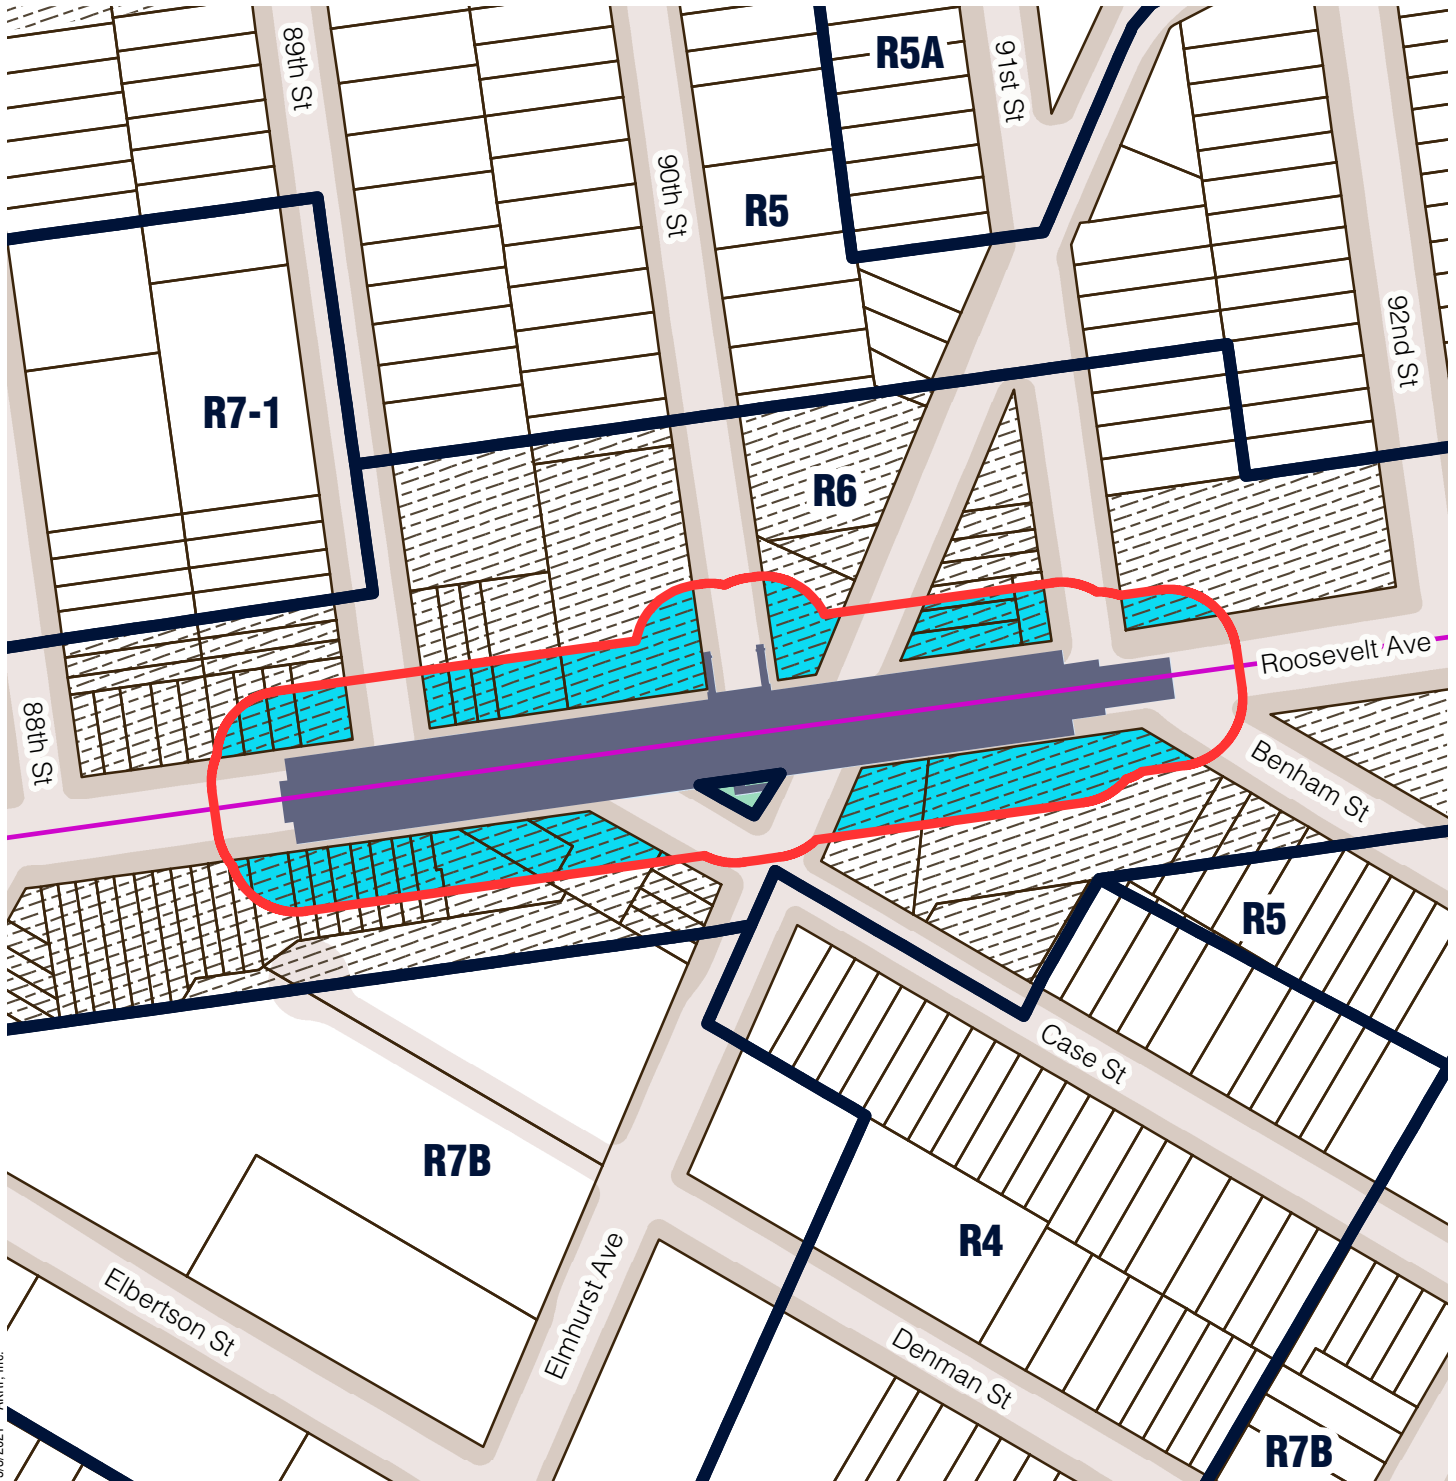 89th St
R5A
91st St
90th St
R5
92nd St
R7-1
R6
Roosevelt Ave
88th St
Benham St
R5
Case St
R7B
R4
Elmhurst Ave
Elbertson St
Denman St
R7B